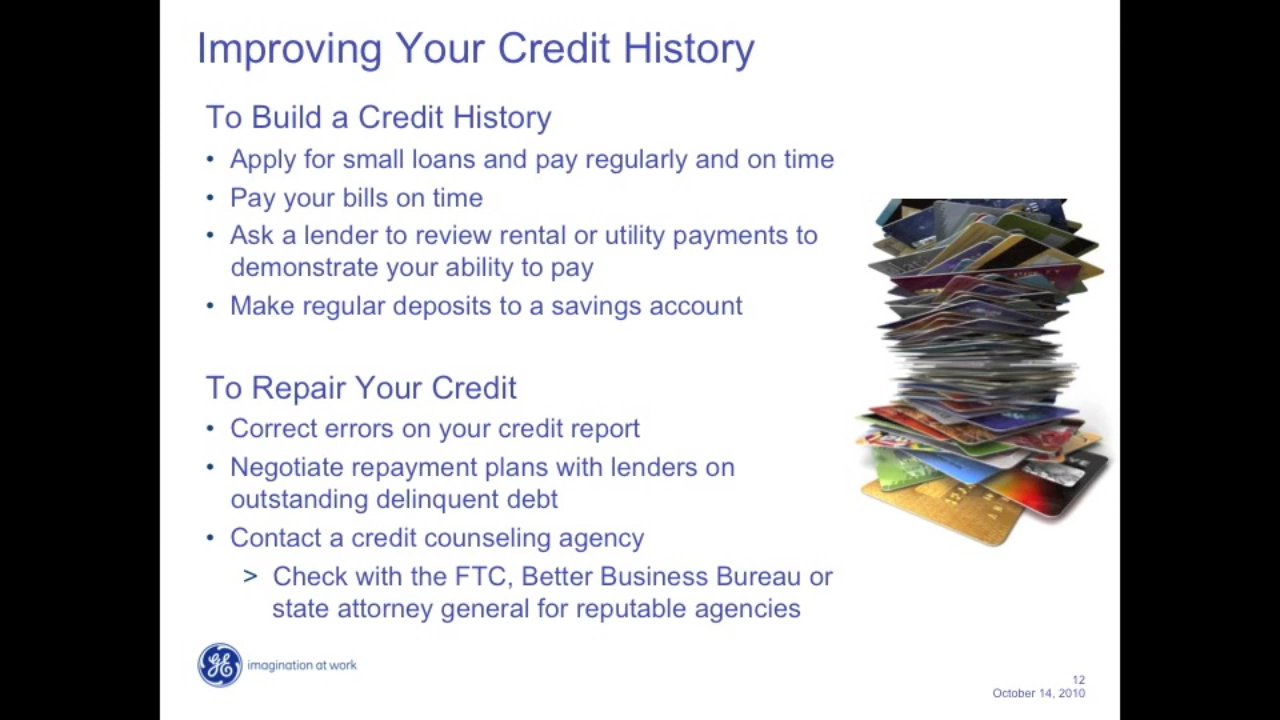 Improving Your Credit History
To Build a Credit History
• Apply for small loans and pay regularly and on time
• Pay your bills on time
• Ask a lender to review rental or utility payments to
demonstrate your ability to pay
• Make regular deposits to a savings account
To Repair Your Credit
• Correct errors on your credit report
• Negotiate repayment plans with lenders on
outstanding delinquent debt
• Contact a credit counseling agency
> Check with the FTC, Better Business Bureau or
state attorney general for reputable agencies
GE imagination at work
12
October 14, 2010